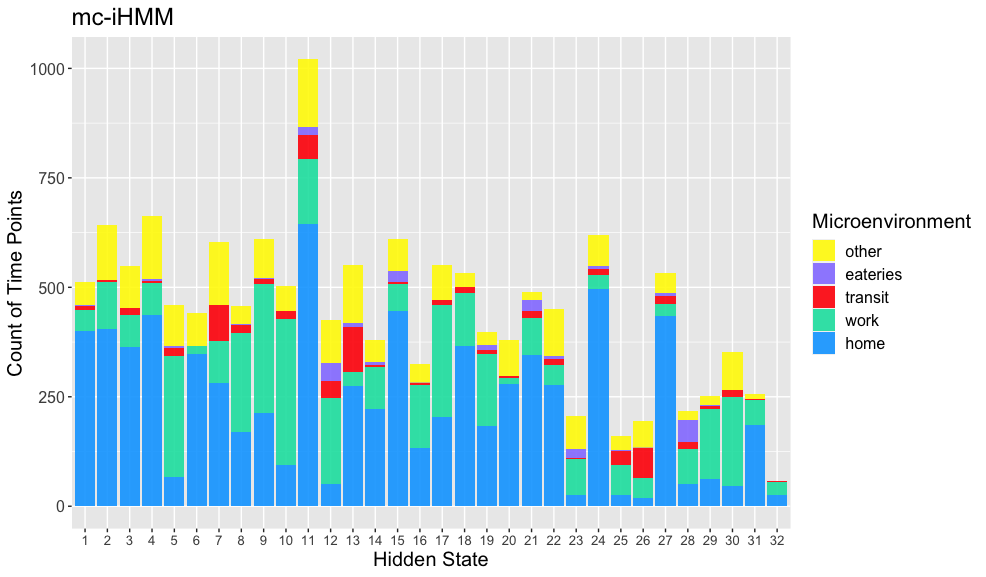 mc-iHMM
Count of Time Points
1000
750
500
250
0
1 2 3 4 5 6 7 8 9 10 11 12 13 14 15 16 17 18 19 20 21 22 23 24 25 26 27 28 29 30 31 32
Hidden State
Microenvironment
other
eateries
transit
work
home